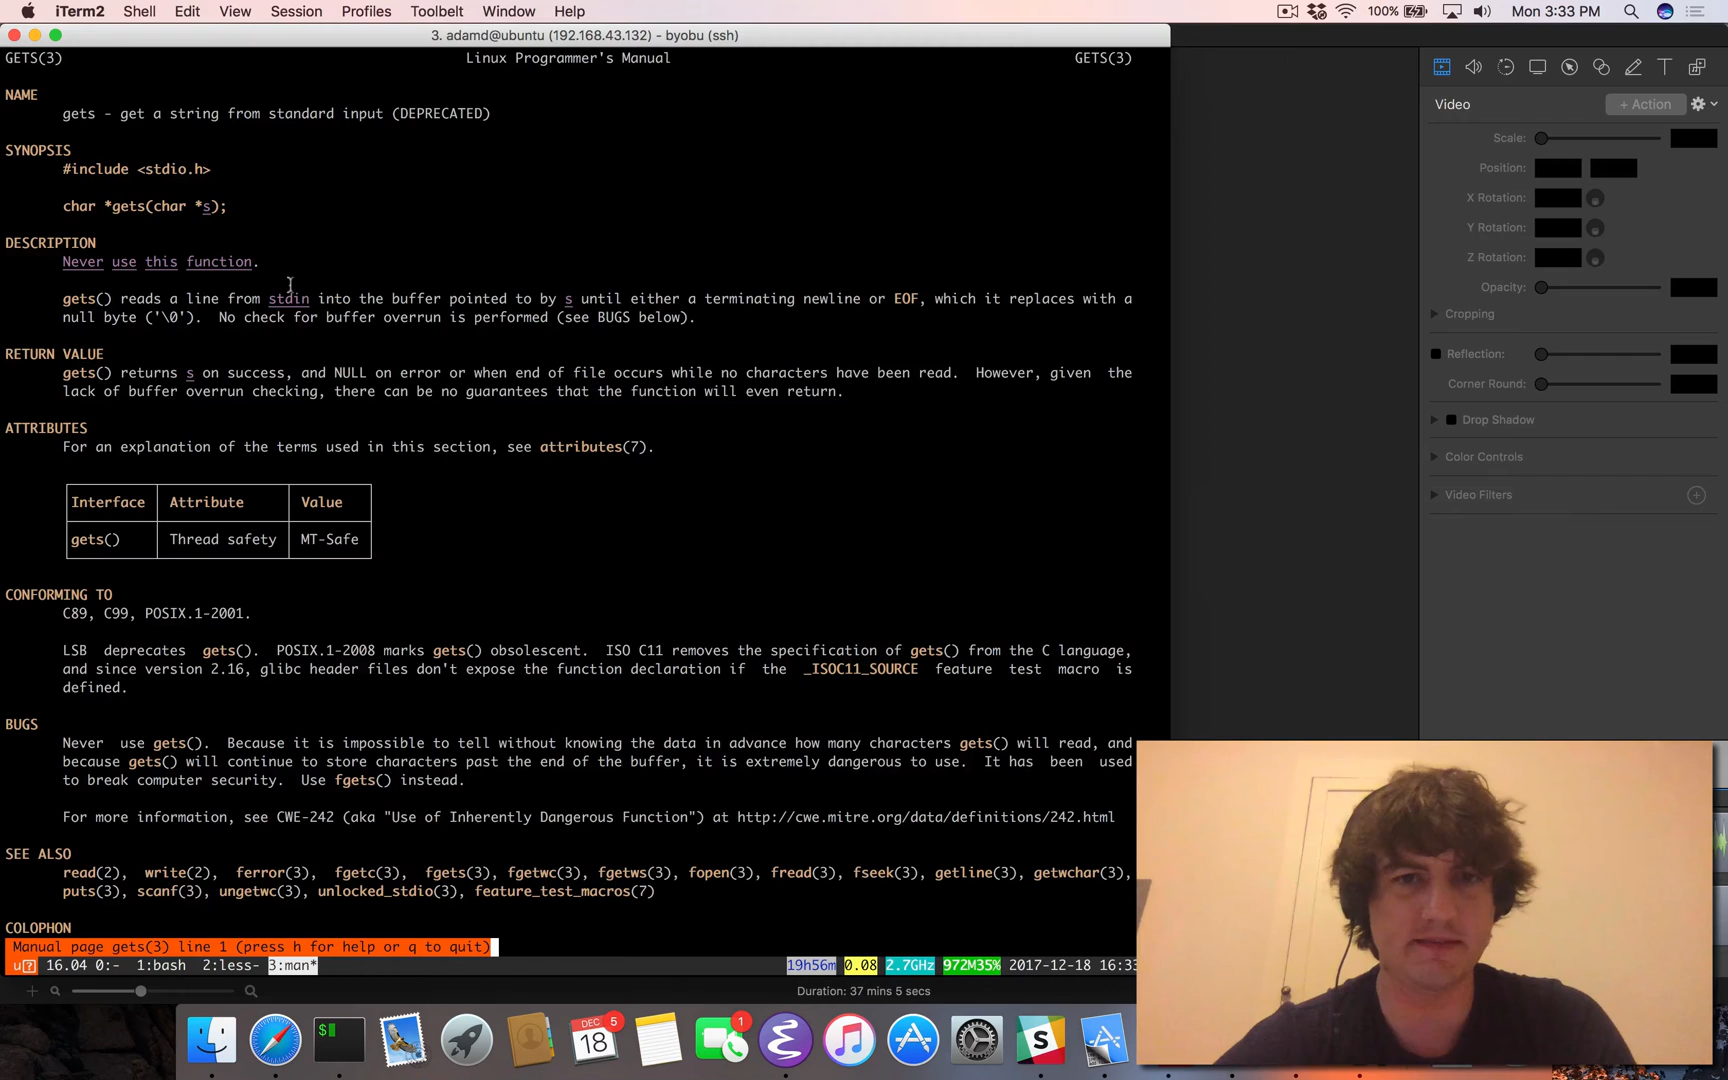 iTerm2 Shell Edit View Session Profiles Toolbelt Window Help
100% Mon 3:33 PM
3. adamd@ubuntu (192.168.43.132) - byobu (ssh)
GETS(3) Linux Programmer's Manual GETS(3)
NAME
gets - get a string from standard input (DEPRECATED)
SYNOPSIS
#include <stdio.h>
char *gets(char *s);
DESCRIPTION
Never use this function.
gets() reads a line from stdin into the buffer pointed to by s until either a terminating newline or EOF, which it replaces with a
null byte ('\0'). No check for buffer overrun is performed (see BUGS below).
RETURN VALUE
gets() returns s on success, and NULL on error or when end of file occurs while no characters have been read. However, given the
lack of buffer overrun checking, there can be no guarantees that the function will even return.
ATTRIBUTES
For an explanation of the terms used in this section, see attributes(7).
Interface Attribute Value
gets() Thread safety MT-Safe
CONFORMING TO
C89, C99, POSIX.1-2001.
LSB deprecates gets(). POSIX.1-2008 marks gets() obsolescent. ISO C11 removes the specification of gets() from the C language,
and since version 2.16, glibc header files don't expose the function declaration if the _ISOC11_SOURCE feature test macro is
defined.
BUGS
Never use gets(). Because it is impossible to tell without knowing the data in advance how many characters gets() will read, and
because gets() will continue to store characters past the end of the buffer, it is extremely dangerous to use. It has been used
to break computer security. Use fgets() instead.
For more information, see CWE-242 (aka "Use of Inherently Dangerous Function") at http://cwe.mitre.org/data/definitions/242.html
SEE ALSO
read(2), write(2), ferror(3), fgetc(3), fgets(3), fgetwc(3), fgetws(3), fopen(3), fread(3), fseek(3), getline(3), getwchar(3),
puts(3), scanf(3), ungetwc(3), unlocked_stdio(3), feature_test_macros(7)
COLOPHON
Manual page gets(3) line 1 (press h for help or q to quit)
u? 16.04 0:- 1:bash 2:less- 3:man* 19h56m 0.08 2.7GHz 972M35% 2017-12-18 16:33
Duration: 37 mins 5 secs
Video + Action
Scale:
Position:
X Rotation:
Y Rotation:
Z Rotation:
Opacity:
Cropping
Reflection:
Corner Round:
Drop Shadow
Color Controls
Video Filters
$
DEC 5
18
1
S